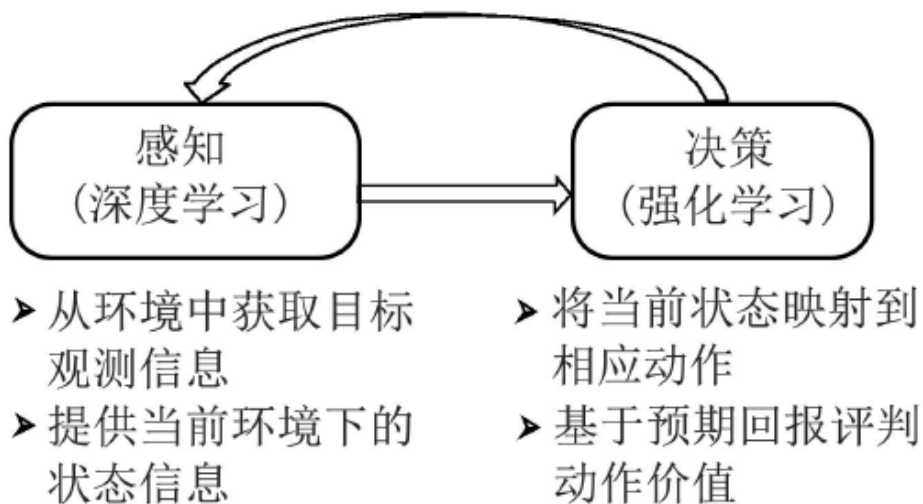 感知
(深度学习)
决策
(强化学习)
➢从环境中获取目标
观测信息
➢提供当前环境下的
状态信息
➢将当前状态映射到
相应动作
➢基于预期回报评判
动作价值